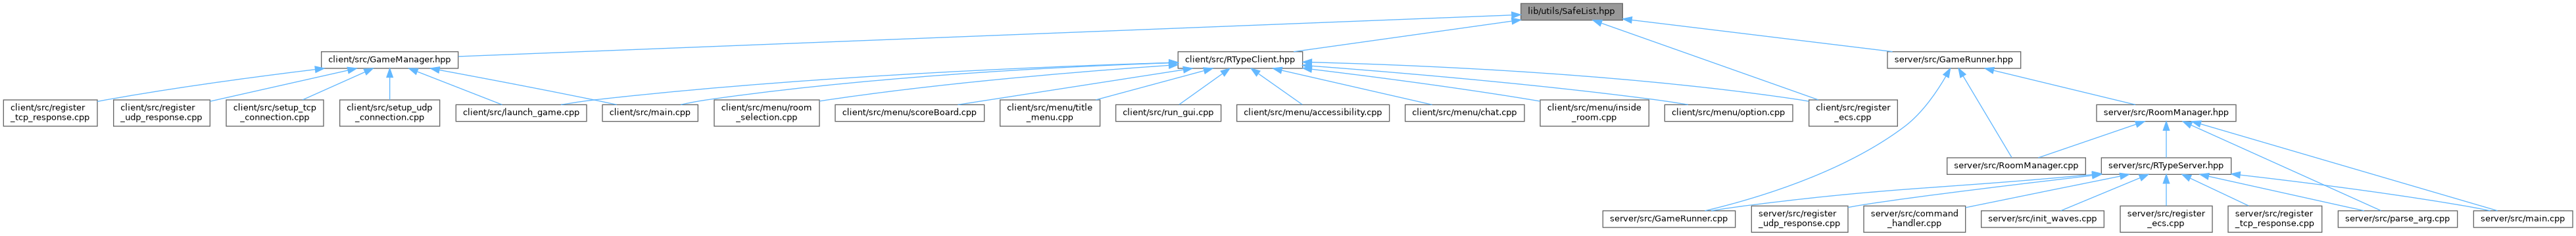 lib/utils/SafeList.hpp
client/src/GameManager.hpp
client/src/RTypeClient.hpp
server/src/GameRunner.hpp
client/src/register
_tcp_response.cpp
client/src/register
_udp_response.cpp
client/src/setup_tcp
_connection.cpp
client/src/setup_udp
_connection.cpp
client/src/launch_game.cpp
client/src/main.cpp
client/src/menu/room
_selection.cpp
client/src/menu/scoreBoard.cpp
client/src/menu/title
_menu.cpp
client/src/run_gui.cpp
client/src/menu/accessibility.cpp
client/src/menu/chat.cpp
client/src/menu/inside
_room.cpp
client/src/menu/option.cpp
client/src/register
_ecs.cpp
server/src/RoomManager.hpp
server/src/RoomManager.cpp
server/src/RTypeServer.hpp
server/src/GameRunner.cpp
server/src/register
_udp_response.cpp
server/src/command
_handler.cpp
server/src/init_waves.cpp
server/src/register
_ecs.cpp
server/src/register
_tcp_response.cpp
server/src/parse_arg.cpp
server/src/main.cpp